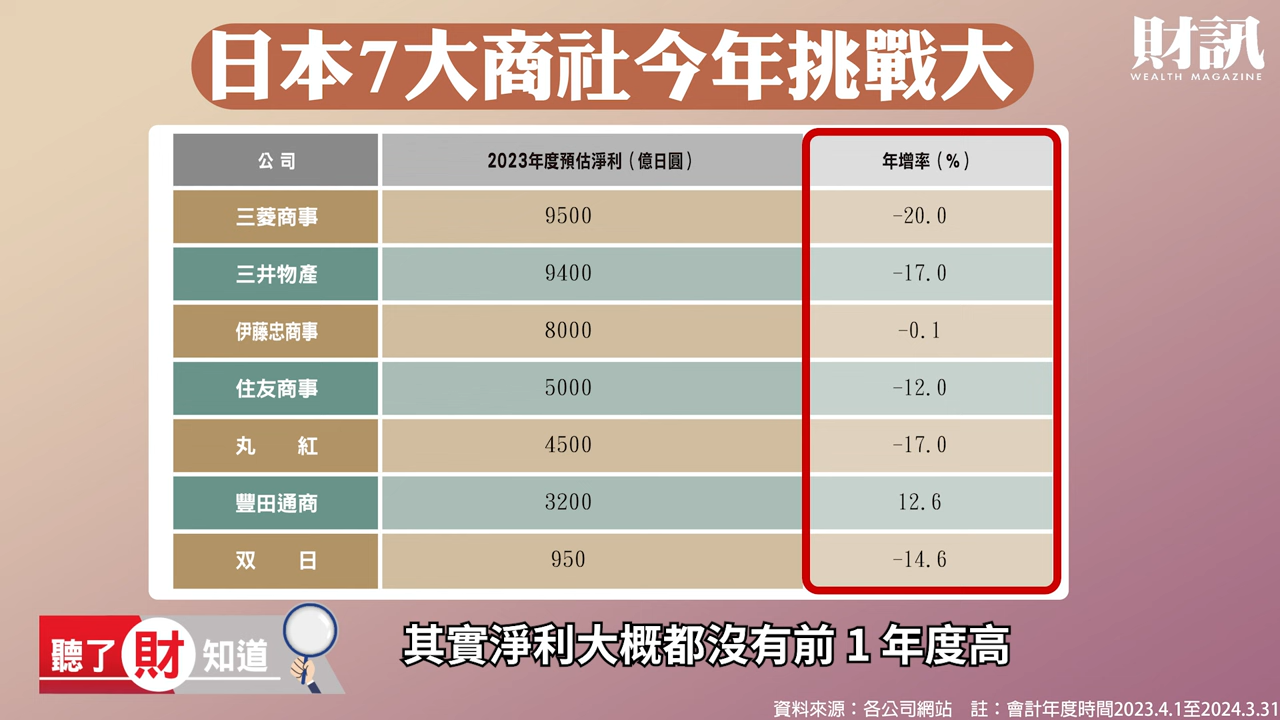 日本7大商社今年挑戰大
財訊
WEALTH MAGAZINE
公司 2023年度預估淨利(億日圓) 年增率(%)
三菱商事 9500 -20.0
三井物產 9400 -17.0
伊藤忠商事 8000 -0.1
住友商事 5000 -12.0
丸紅 4500 -17.0
豐田通商 3200 12.6
双日 950 -14.6
聽了財知道
其實淨利大概都沒有前1年度高
資料來源:各公司網站 註:會計年度時間2023.4.1至2024.3.31